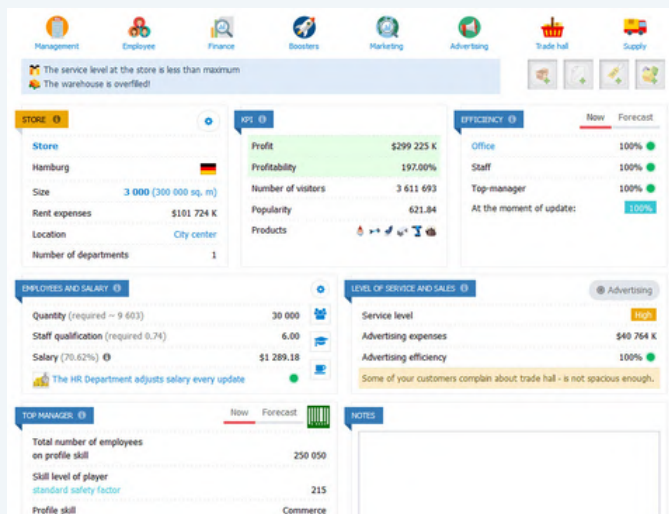 Management Employee Finance Boosters Marketing Advertising Trade hall Supply
The service level at the store is less than maximum
The warehouse is overfilled!
STORE
Store
Hamburg
Size 3 000 (300 000 sq. m)
Rent expenses $101 724 K
Location City center
Number of departments 1
KPI
Profit $299 225 K
Profitability 197.00%
Number of visitors 3 611 693
Popularity 621.84
Products
EFFICIENCY Now Forecast
Office 100%
Staff 100%
Top-manager 100%
At the moment of update: 100%
EMPLOYEES AND SALARY
Quantity (required ~ 9 603) 30 000
Staff qualification (required 0.74) 6.00
Salary (70.62%) $1 289.18
The HR Department adjusts salary every update
LEVEL OF SERVICE AND SALES Advertising
Service level High
Advertising expenses $40 764 K
Advertising efficiency 100%
Some of your customers complain about trade hall - is not spacious enough.
TOP MANAGER Now Forecast
Total number of employees
on profile skill 250 050
Skill level of player
standard safety factor 215
Profile skill Commerce
NOTES